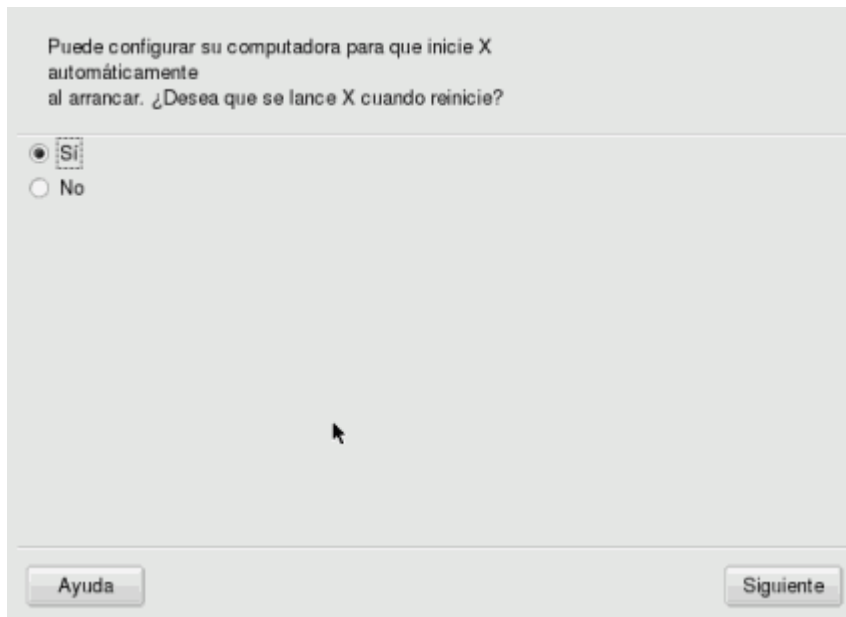 Puede configurar su computadora para que inicie X
automáticamente
al arrancar. ¿Desea que se lance X cuando reinicie?
Sí
No
Ayuda
Siguiente